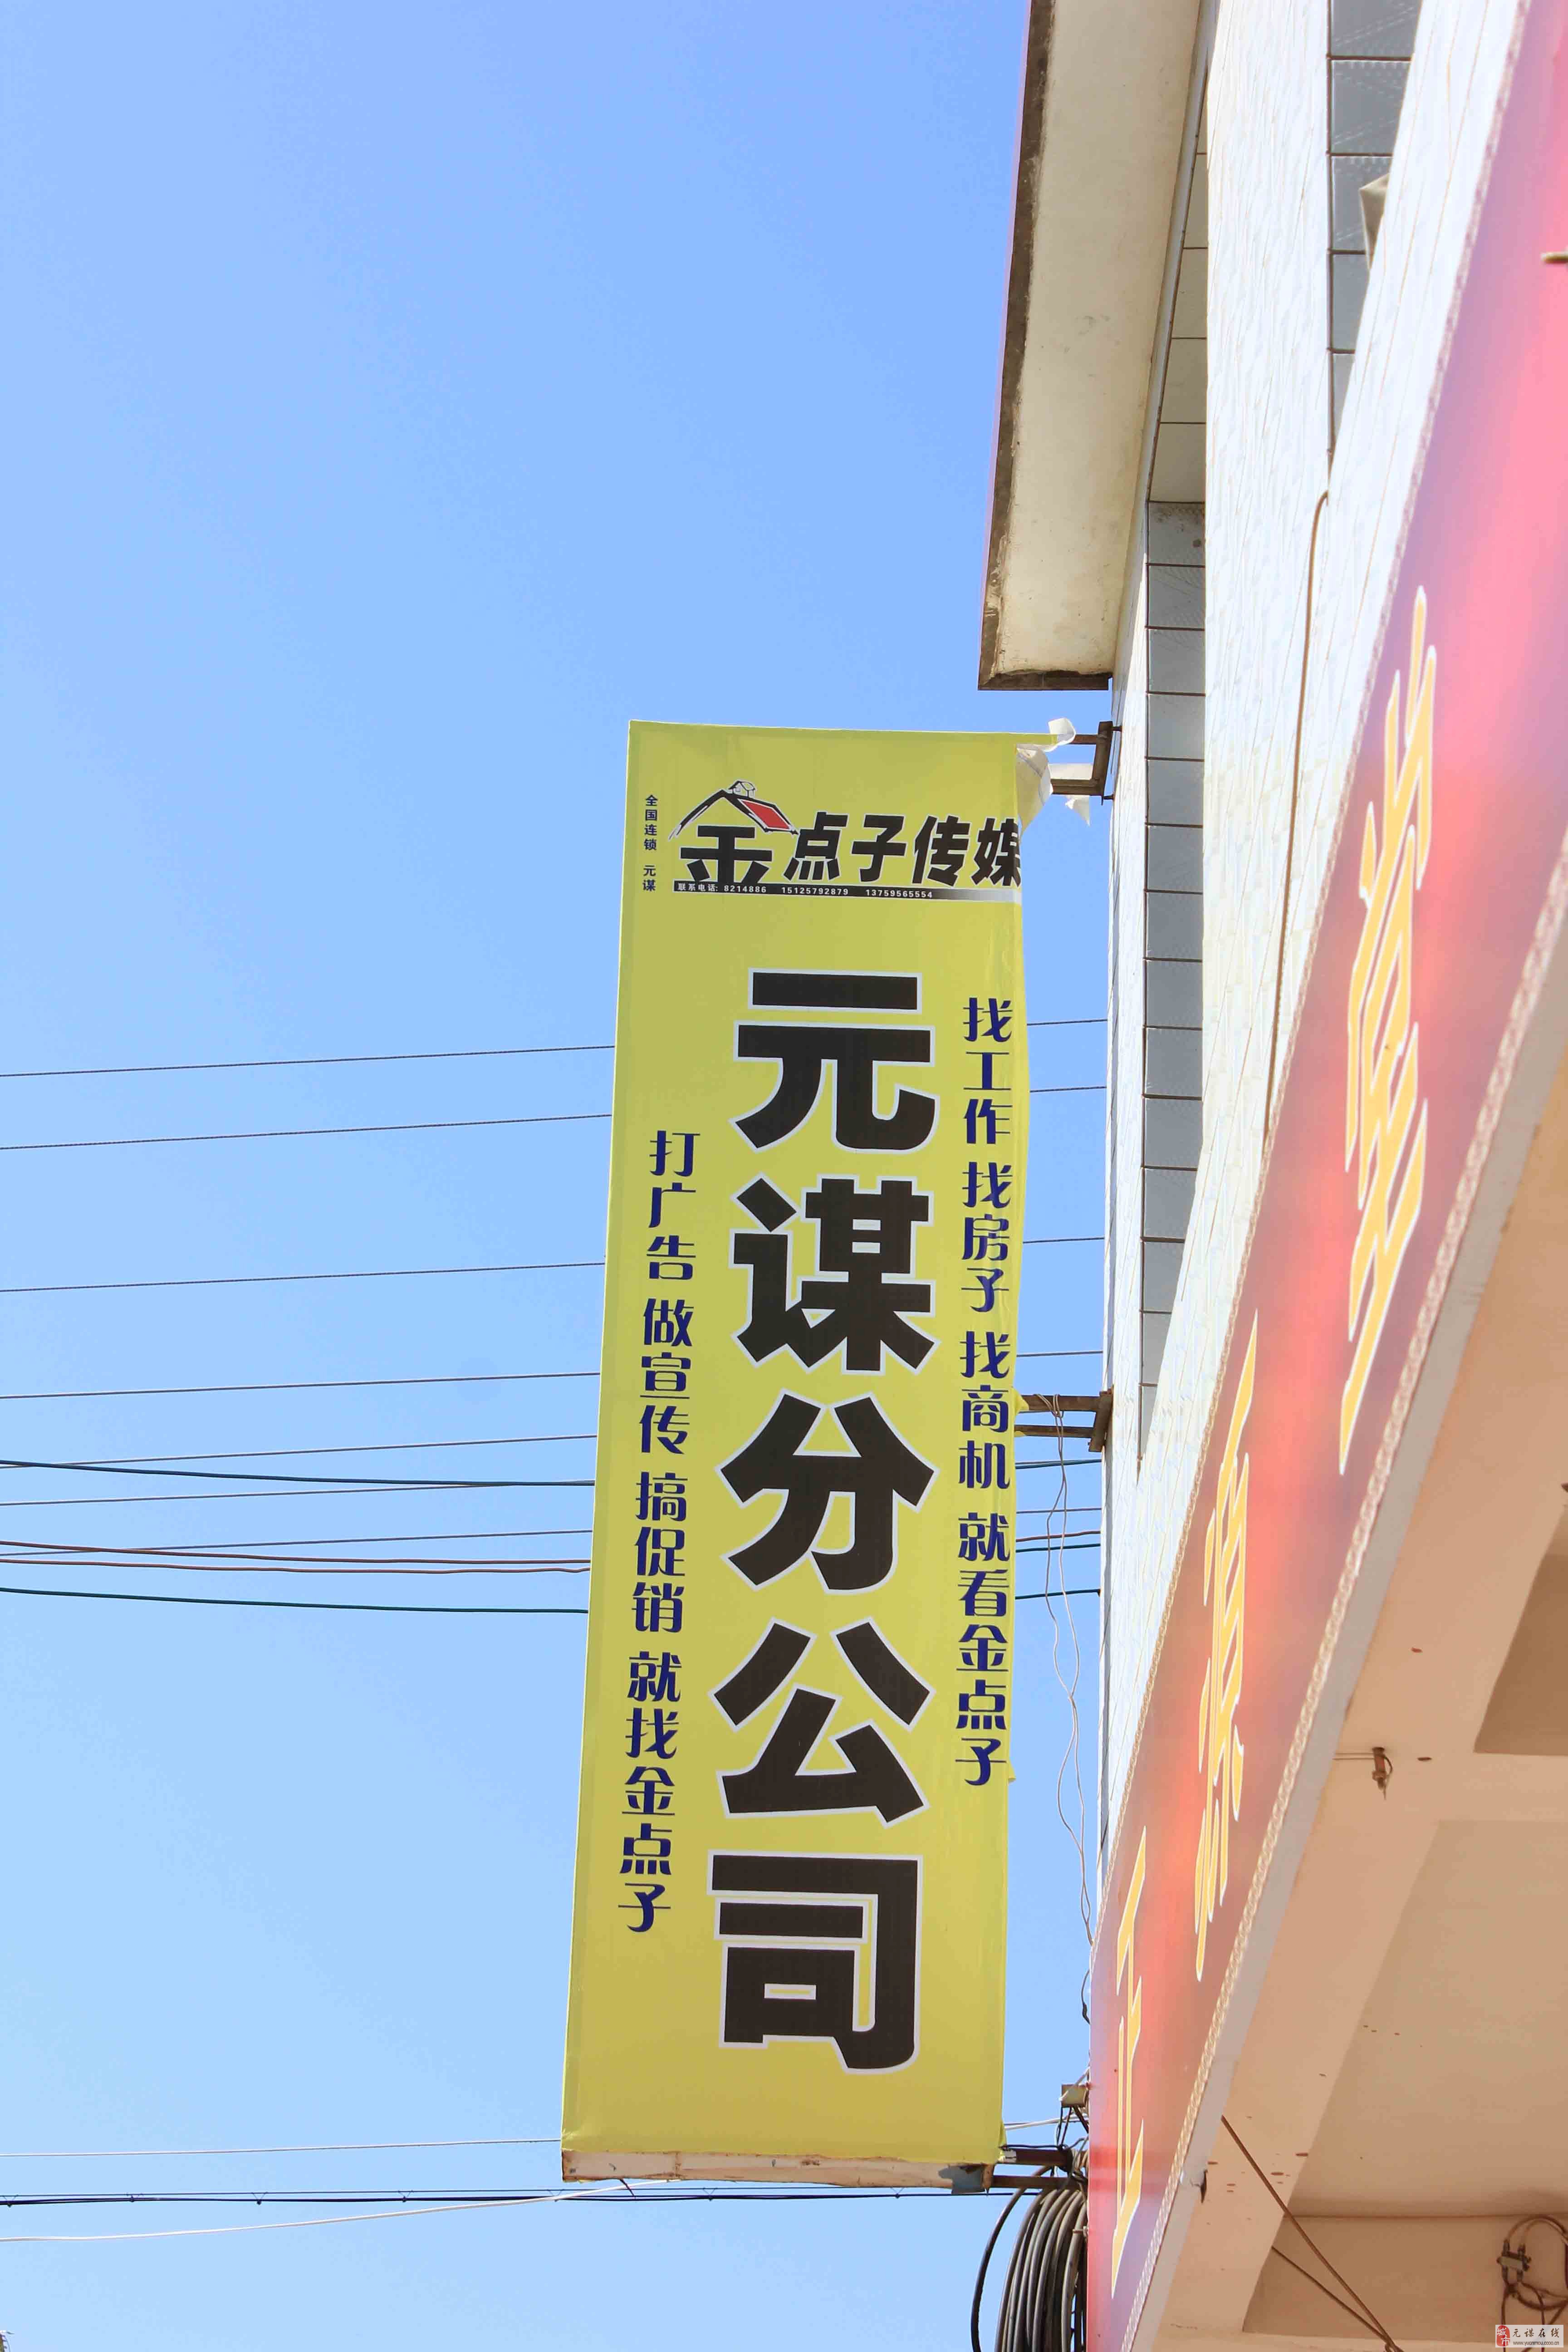 全国连锁 元谋
金点子传媒
联系电话: 8214886 15125792879 13759565554
元谋分公司
找工作 找房子 找商机 就看金点子
打广告 做宣传 搞促销 就找金点子
元谋在线